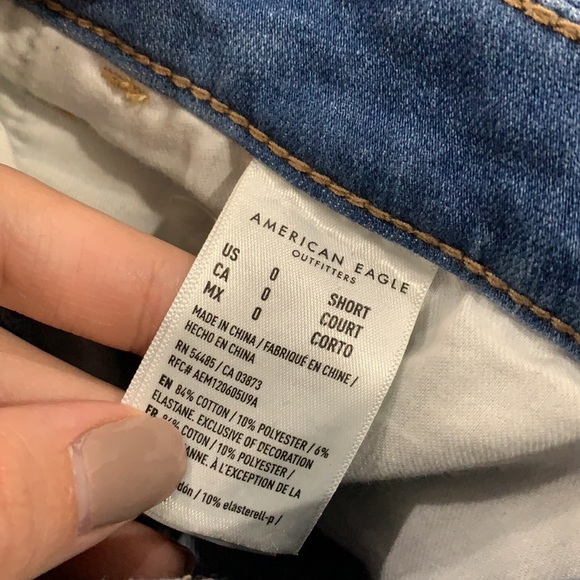 AMERICAN EAGLE
OUTFITTERS
US 0 SHORT
CA 0 COURT
MX 0 CORTO
MADE IN CHINA / FABRIQUÉ EN CHINE /
HECHO EN CHINA
RN 54485 / CA 03873
RFC# AEM120605U9A
EN 84% COTTON / 10% POLYESTER / 6%
ELASTANE. EXCLUSIVE OF DECORATION
FR 84% COTON / 10% POLYESTER /
À L'EXCEPTION DE LA
/ 10%